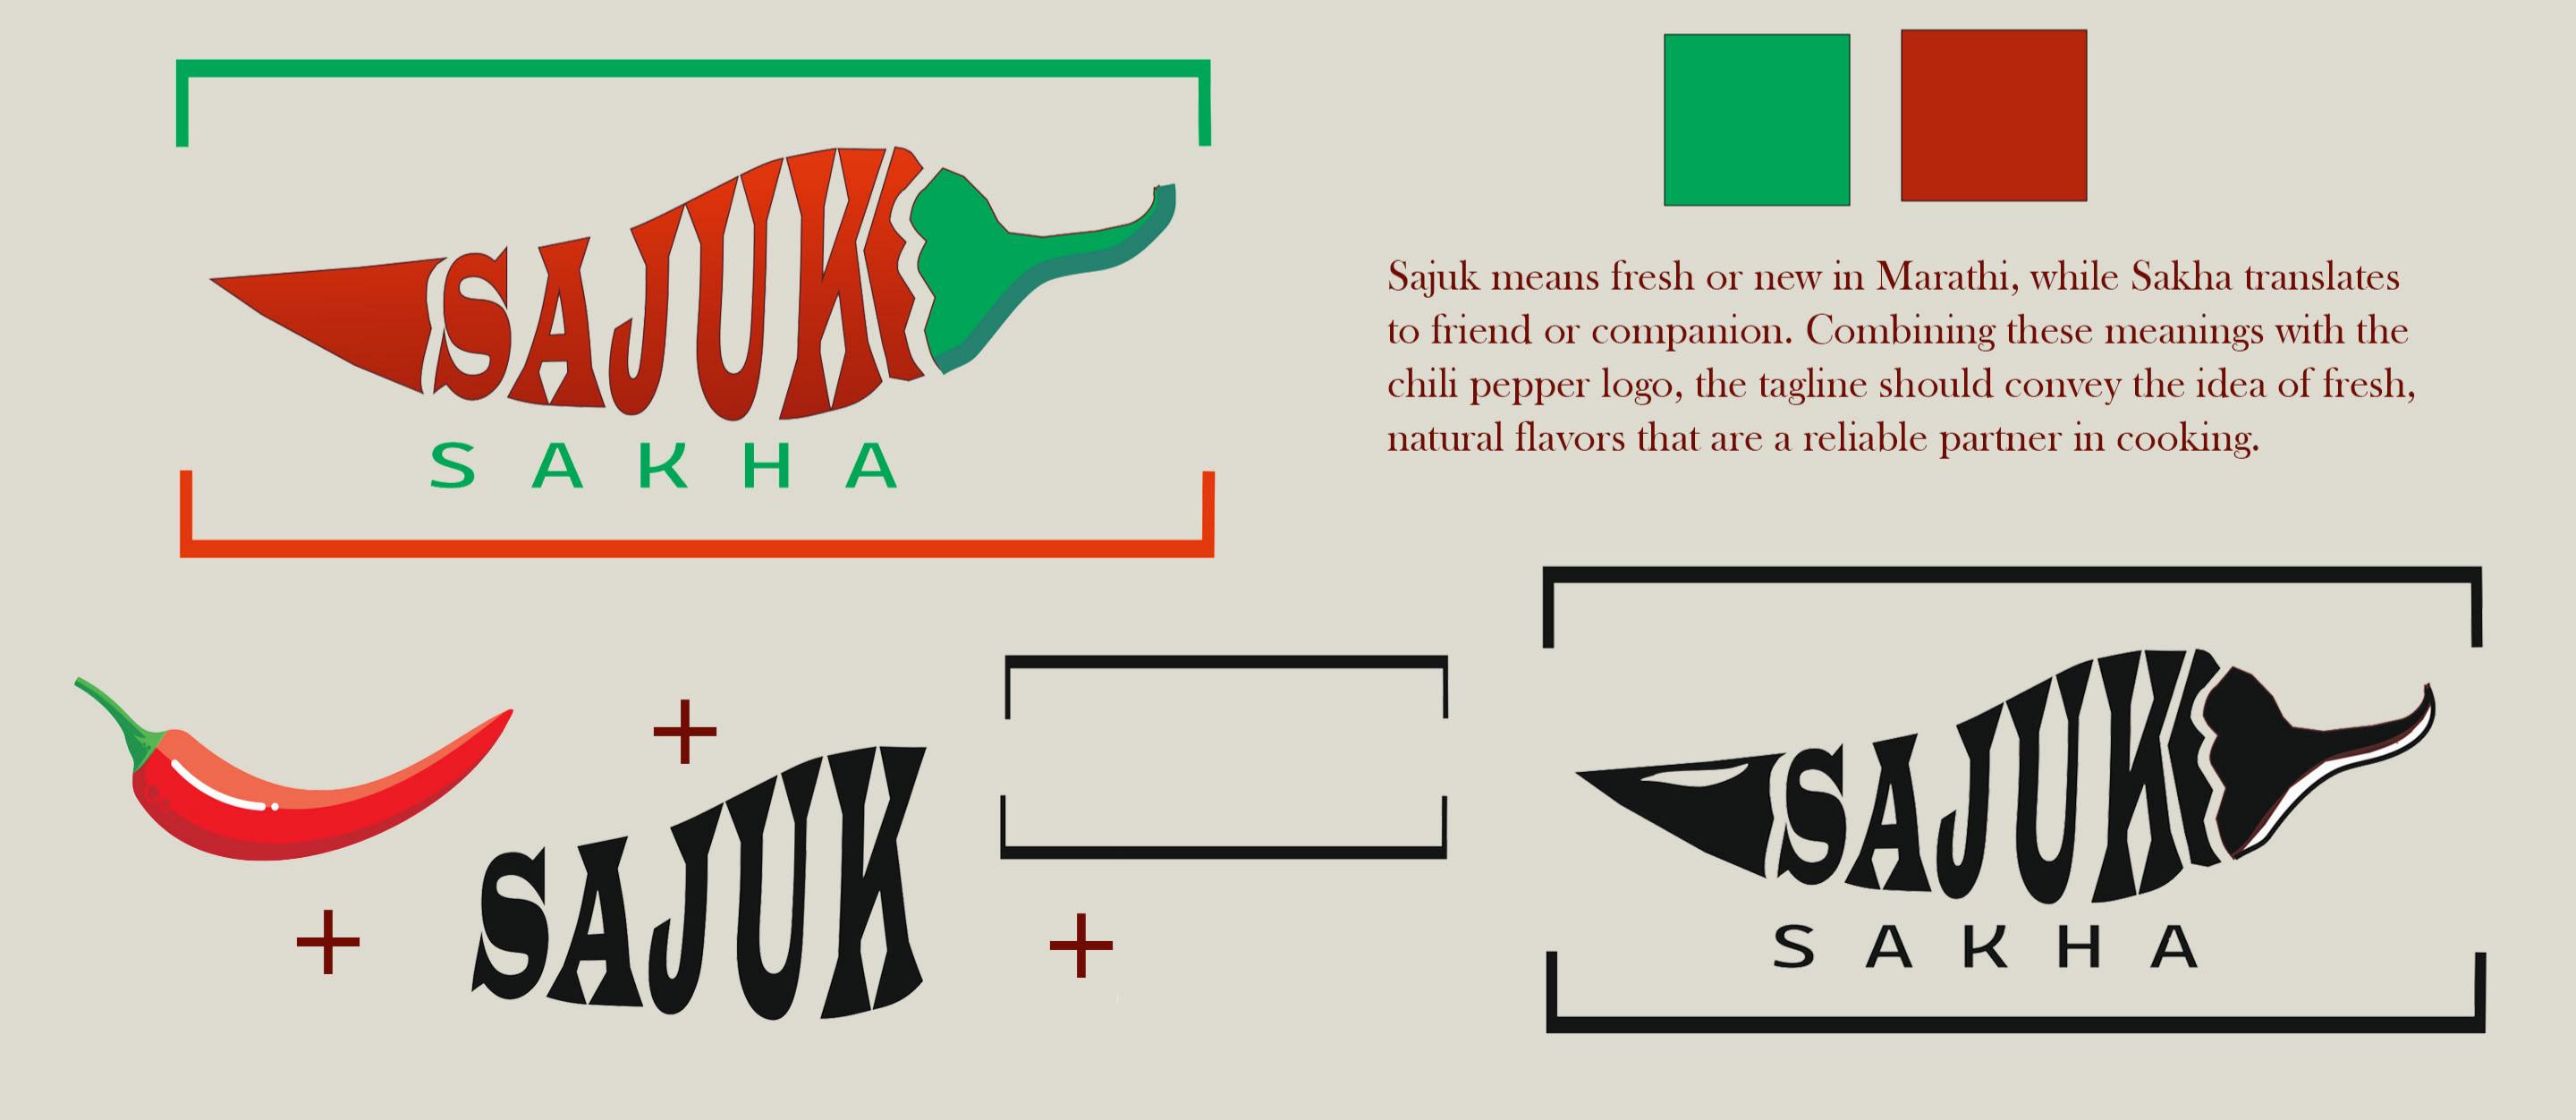 SAJUK
SAKHA
Sajuk means fresh or new in Marathi, while Sakha translates
to friend or companion. Combining these meanings with the
chili pepper logo, the tagline should convey the idea of fresh,
natural flavors that are a reliable partner in cooking.
+
SAJUK
+
+
SAJUK
SAKHA